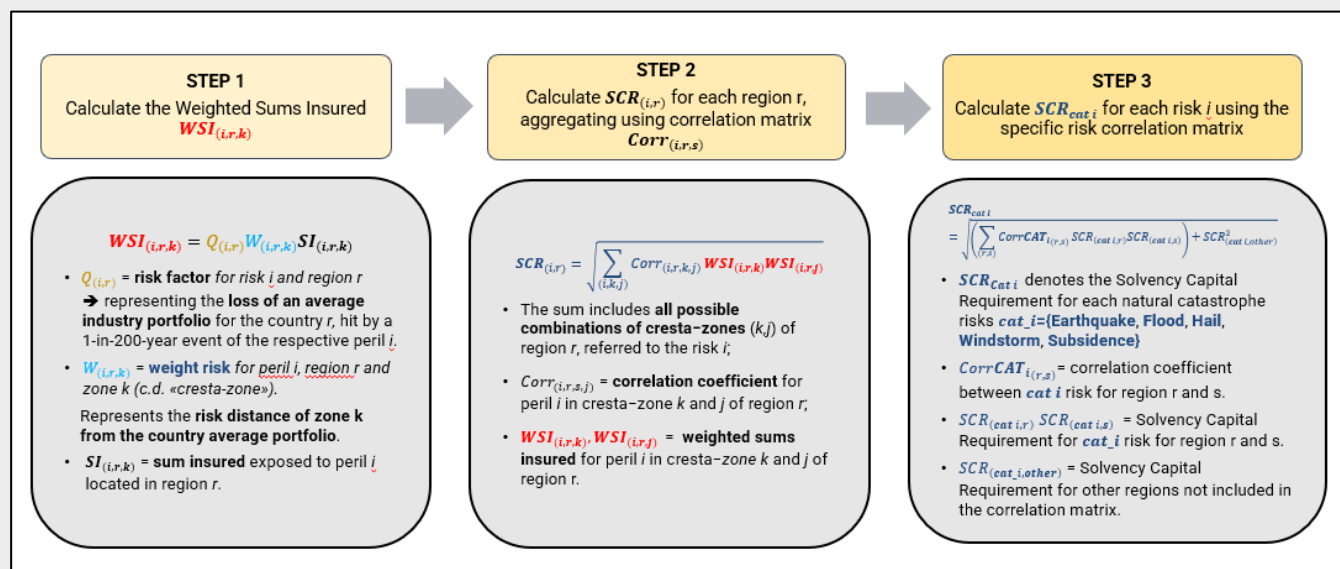 STEP 1
Calculate the Weighted Sums Insured
WSI(i,r,k)
STEP 2
Calculate SCR(i,r) for each region r,
aggregating using correlation matrix
Corr(i,r,s)
STEP 3
Calculate SCRcat i for each risk i using the
specific risk correlation matrix
WSI(i,r,k) = Q(i,r)W(i,r,k)SI(i,r,k)
• Q(i,r) = risk factor for risk i and region r
➔ representing the loss of an average
industry portfolio for the country r, hit by a
1-in-200-year event of the respective peril i.
• W(i,r,k) = weight risk for peril i, region r and
zone k (c.d. «cresta-zone»).
Represents the risk distance of zone k
from the country average portfolio.
• SI(i,r,k) = sum insured exposed to peril i
located in region r.
SCR(i,r) = √∑(i,k,j) Corr(i,r,k,j) WSI(i,r,k)WSI(i,r,j)
• The sum includes all possible
combinations of cresta-zones (k,j) of
region r, referred to the risk i;
• Corr(i,r,s,j) = correlation coefficient for
peril i in cresta−zone k and j of region r;
• WSI(i,r,k), WSI(i,r,j) = weighted sums
insured for peril i in cresta−zone k and j of
region r.
SCRcat i
= √(∑(r,s) CorrCATi(r,s) SCR(cat i,r)SCR(cat i,s)) + SCR²(cat i,other)
• SCRCat i denotes the Solvency Capital
Requirement for each natural catastrophe
risks cat_i={Earthquake, Flood, Hail,
Windstorm, Subsidence}
• CorrCATi(r,s)= correlation coefficient
between cat i risk for region r and s.
• SCR(cat i,r) SCR(cat i,s) = Solvency Capital
Requirement for cat_i risk for region r and s.
• SCR(cat_i,other) = Solvency Capital
Requirement for other regions not included in
the correlation matrix.